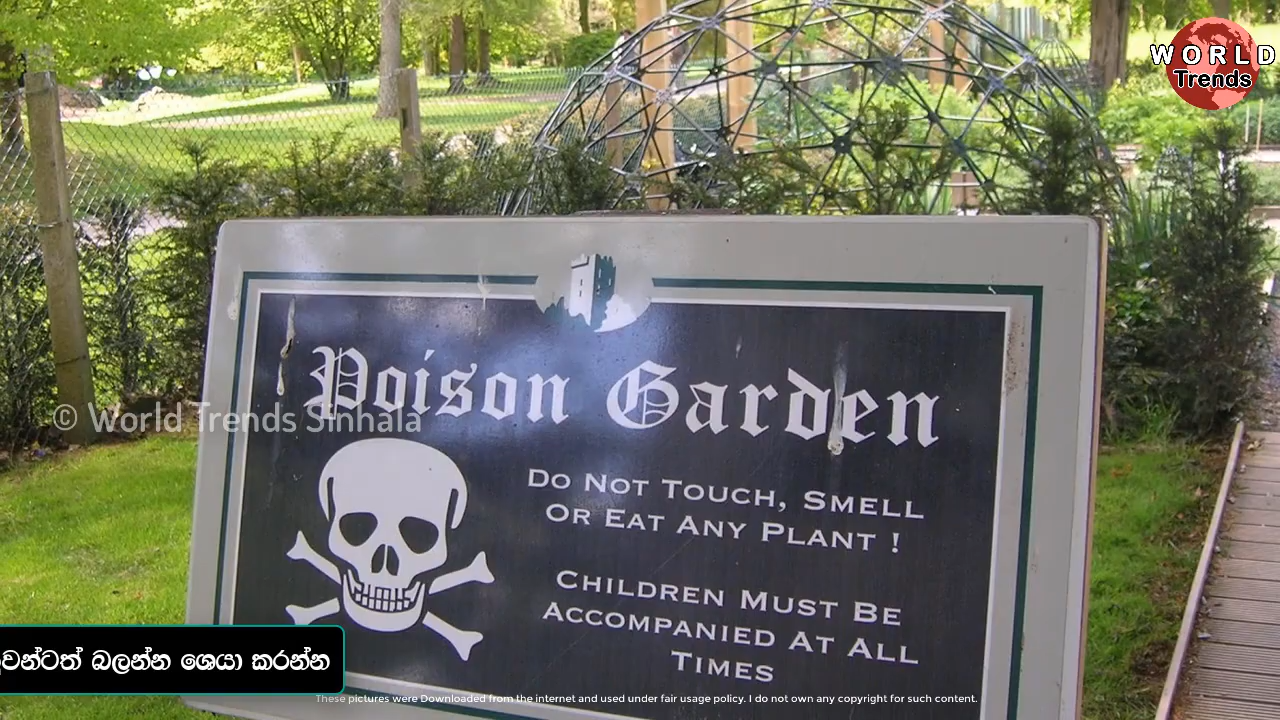 WORLD
Trends
Poison Garden
© World Trends Sinhala
Do Not Touch, Smell
Or Eat Any Plant !
Children Must Be
Accompanied At All
Times
බලන්න ශෙයා කරන්න
These pictures were Downloaded from the internet and used under fair usage policy. I do not own any copyright for such content.